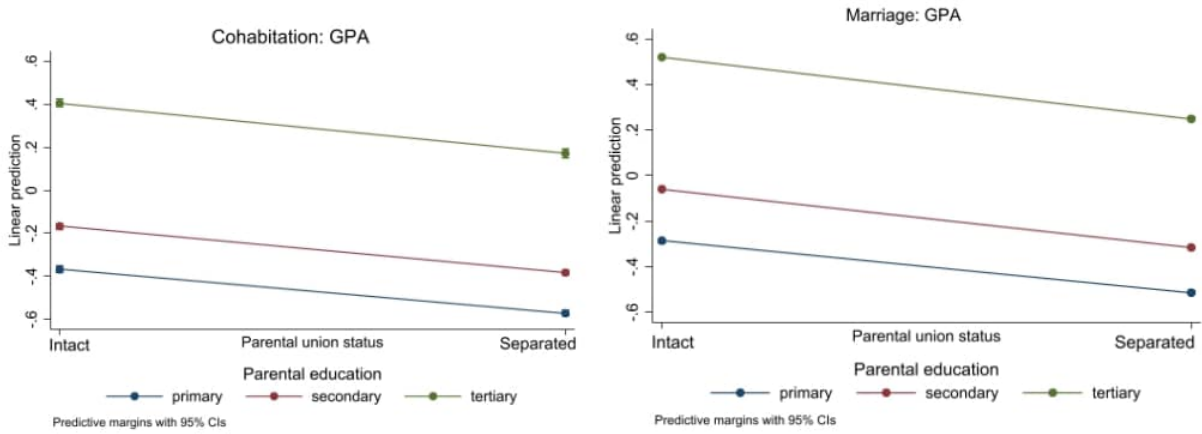 Cohabitation: GPA
Linear prediction
.6
.4
.2
0
-.2
-.4
-.6
Intact
Parental union status
Separated
Parental education
primary
secondary
tertiary
Predictive margins with 95% CIs
Marriage: GPA
Linear prediction
.6
.4
.2
0
-.2
-.4
-.6
Intact
Parental union status
Separated
Parental education
primary
secondary
tertiary
Predictive margins with 95% CIs